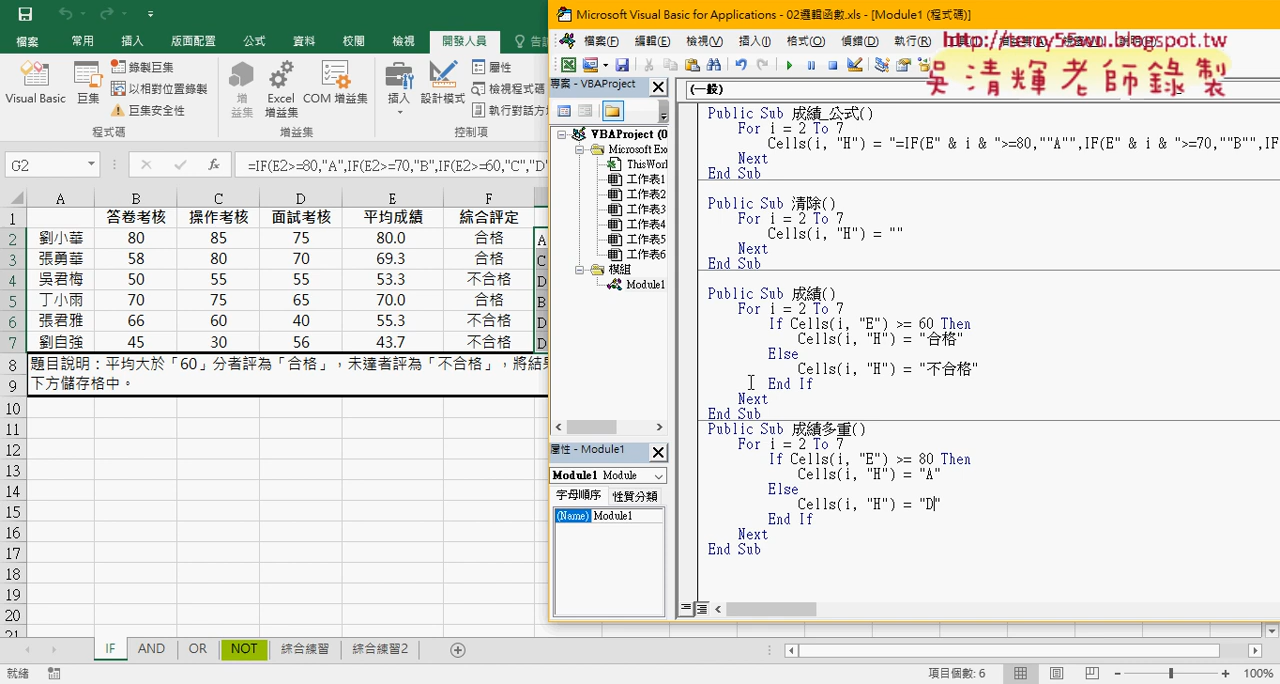 Microsoft Visual Basic for Applications - 02邏輯函數.xls - [Module1 (程式碼)]
檔案 常用 插入 版面配置 公式 資料 校閱 檢視 開發人員
檔案(F) 編輯(E) 檢視(V) 插入(I) 格式(O) 偵錯(D) 執行(R)
吳清輝老師錄製
Visual Basic
巨集
錄製巨集
以相對位置錄製
巨集安全性
程式碼
增益集
Excel 增益集
COM 增益集
增益集
插入
設計模式
屬性
檢視程式碼
執行對話方
控制項
專案 - VBAProject
VBAProject (0
Microsoft Ex
ThisWor
工作表1
工作表2
工作表3
工作表4
工作表5
工作表6
模組
Module1
屬性 - Module1
Module1 Module
字母順序 性質分類
(Name) Module1
G2
=IF(E2>=80,"A",IF(E2>=70,"B",IF(E2>=60,"C","D"
A B C D E F
1 答卷考核 操作考核 面試考核 平均成績 綜合評定
2 劉小華 80 85 75 80.0 合格 A
3 張勇華 58 80 70 69.3 合格 C
4 吳君梅 50 55 55 53.3 不合格 D
5 丁小雨 70 75 65 70.0 合格 B
6 張君雅 66 60 40 55.3 不合格 D
7 劉自強 45 30 56 43.7 不合格 D
8 題目說明：平均大於「60」分者評為「合格」，未達者評為「不合格」，將結果
9 下方儲存格中。
10
11
12
13
14
15
16
17
18
19
20
21
(一般)
Public Sub 成績_公式()
For i = 2 To 7
Cells(i, "H") = "=IF(E" & i & ">=80,""A"",IF(E" & i & ">=70,""B"",IF
Next
End Sub
Public Sub 清除()
For i = 2 To 7
Cells(i, "H") = ""
Next
End Sub
Public Sub 成績()
For i = 2 To 7
If Cells(i, "E") >= 60 Then
Cells(i, "H") = "合格"
Else
Cells(i, "H") = "不合格"
End If
Next
End Sub
Public Sub 成績多重()
For i = 2 To 7
If Cells(i, "E") >= 80 Then
Cells(i, "H") = "A"
Else
Cells(i, "H") = "D"
End If
Next
End Sub
IF AND OR NOT 綜合練習 綜合練習2
就緒
項目個數: 6
100%